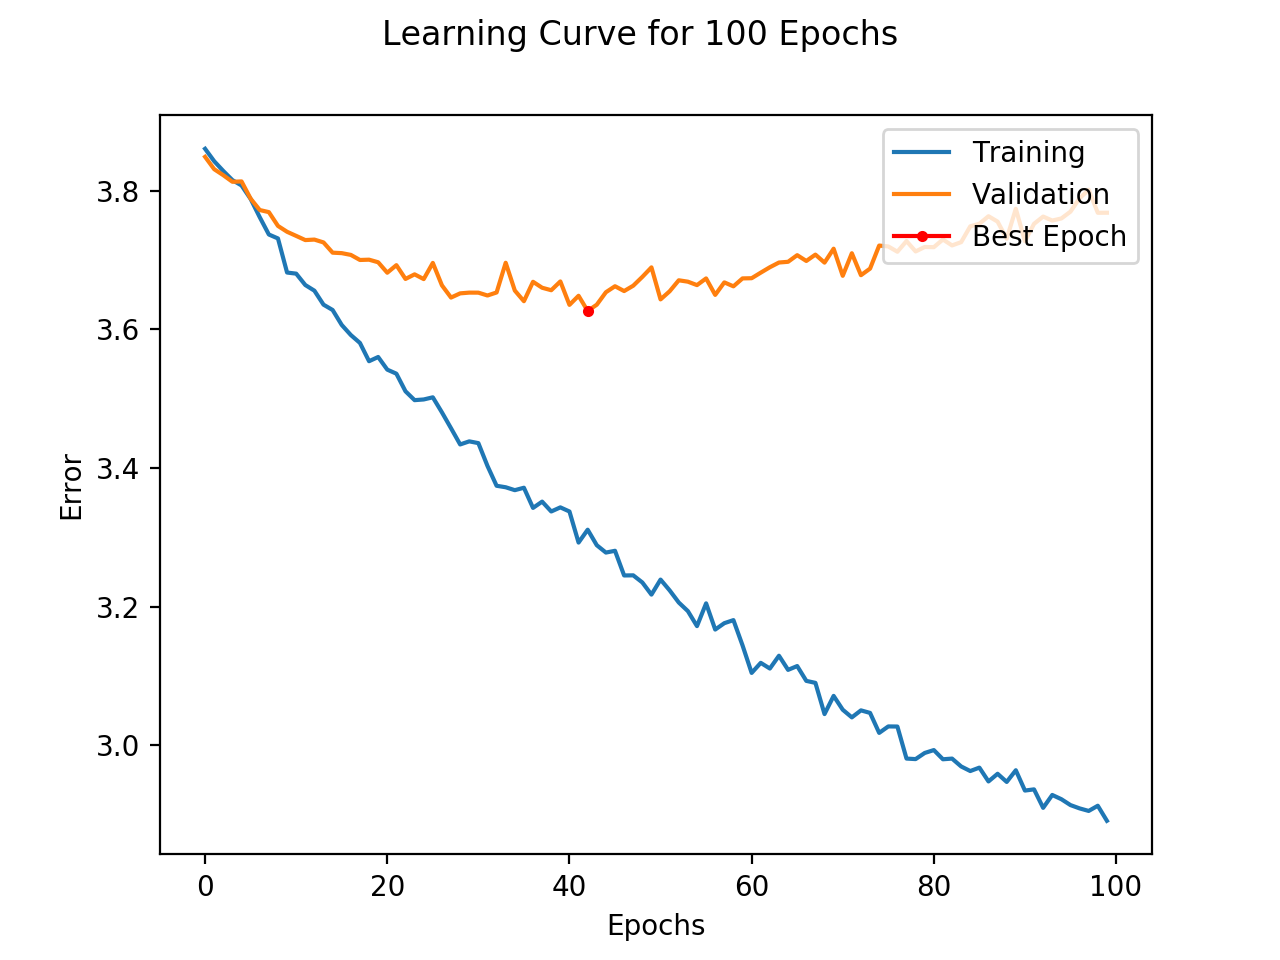 Learning Curve for 100 Epochs
Training
Validation
Best Epoch
3.8
3.6
3.4
3.2
3.0
Error
0 20 40 60 80 100
Epochs